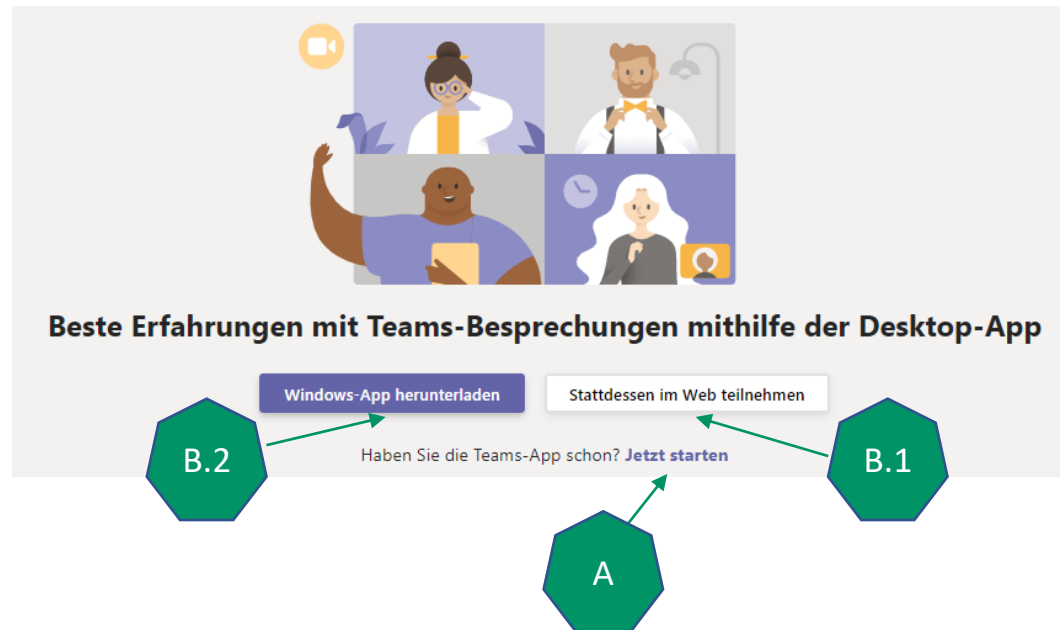 Beste Erfahrungen mit Teams-Besprechungen mithilfe der Desktop-App
Windows-App herunterladen
Stattdessen im Web teilnehmen
B.2
Haben Sie die Teams-App schon? Jetzt starten
B.1
A